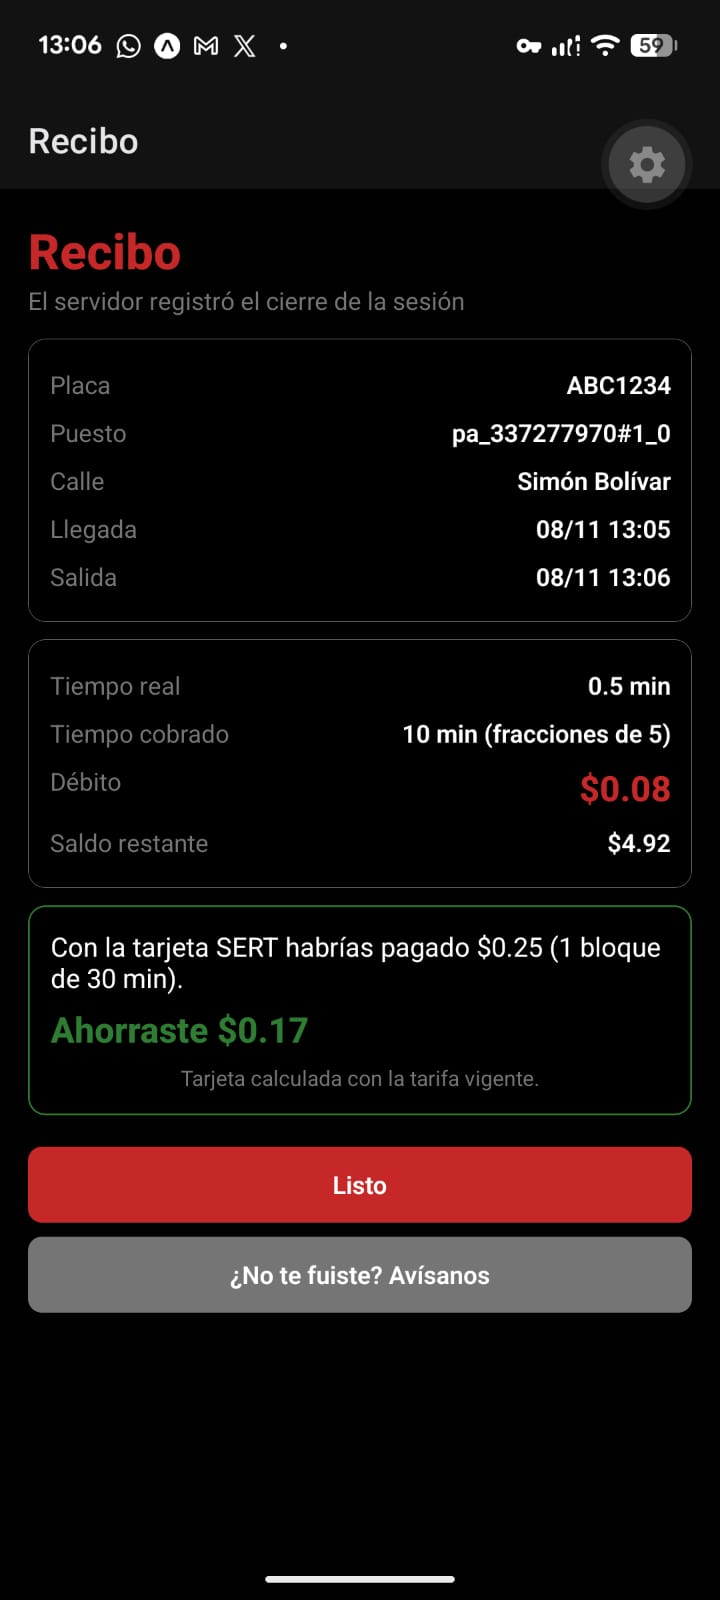 13:06
59
Recibo
Recibo
El servidor registró el cierre de la sesión
Placa ABC1234
Puesto pa_337277970#1_0
Calle Simón Bolívar
Llegada 08/11 13:05
Salida 08/11 13:06
Tiempo real 0.5 min
Tiempo cobrado 10 min (fracciones de 5)
Débito $0.08
Saldo restante $4.92
Con la tarjeta SERT habrías pagado $0.25 (1 bloque
de 30 min).
Ahorraste $0.17
Tarjeta calculada con la tarifa vigente.
Listo
¿No te fuiste? Avísanos